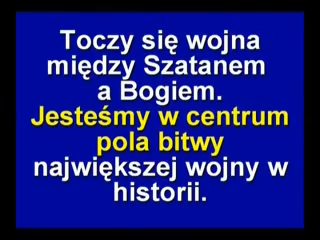 Toczy się wojna
między Szatanem
a Bogiem.
Jesteśmy w centrum
pola bitwy
największej wojny w
historii.